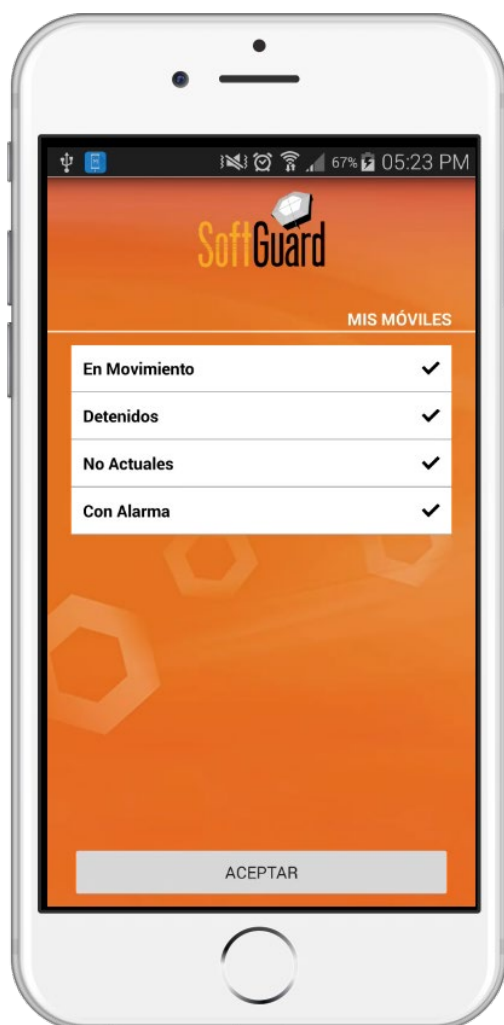 67% 05:23 PM
SoftGuard
MIS MÓVILES
En Movimiento
Detenidos
No Actuales
Con Alarma
ACEPTAR